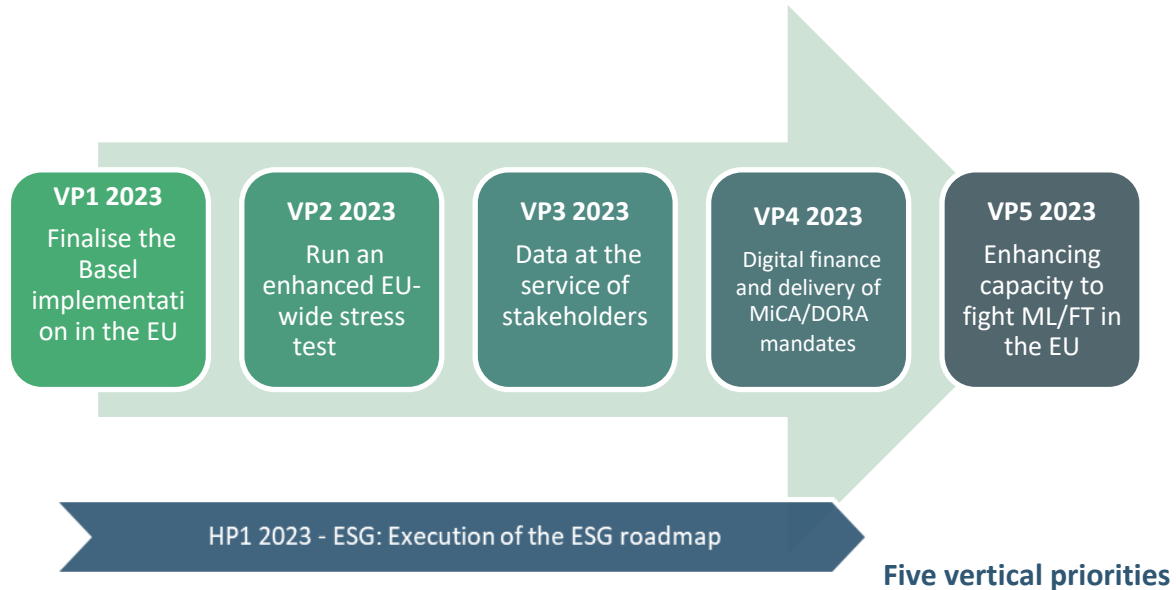 VP1 2023
Finalise the
Basel
implementati
on in the EU
VP2 2023
Run an
enhanced EU-
wide stress
test
VP3 2023
Data at the
service of
stakeholders
VP4 2023
Digital finance
and delivery of
MiCA/DORA
mandates
VP5 2023
Enhancing
capacity to
fight ML/FT in
the EU
HP1 2023 - ESG: Execution of the ESG roadmap
Five vertical priorities